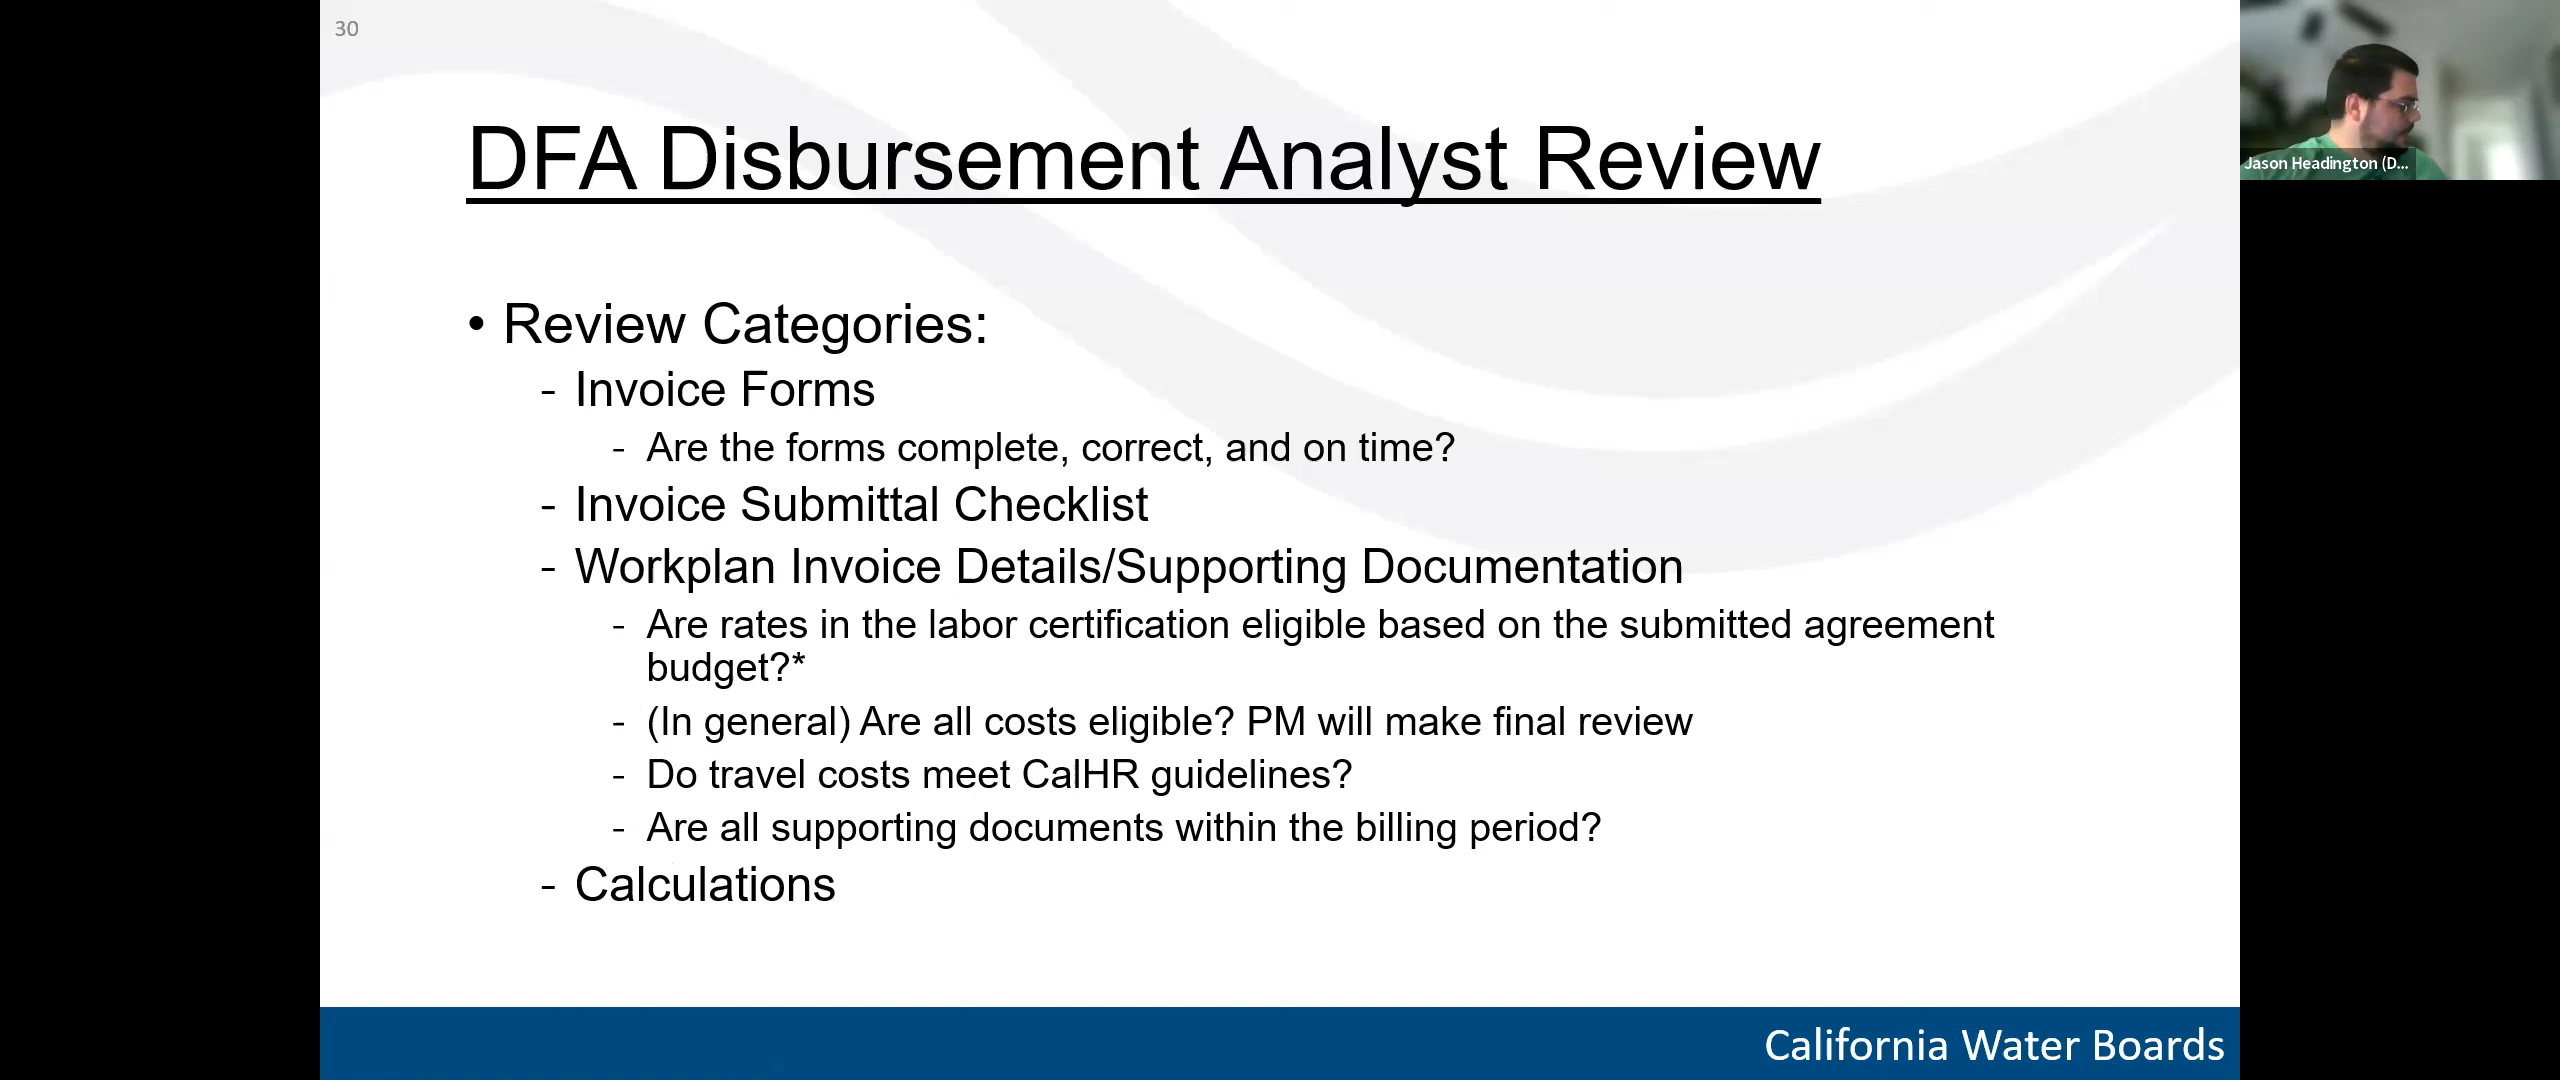 30
Jason Headington (D...
DFA Disbursement Analyst Review
• Review Categories:
- Invoice Forms
- Are the forms complete, correct, and on time?
- Invoice Submittal Checklist
- Workplan Invoice Details/Supporting Documentation
- Are rates in the labor certification eligible based on the submitted agreement
budget?*
- (In general) Are all costs eligible? PM will make final review
- Do travel costs meet CalHR guidelines?
- Are all supporting documents within the billing period?
- Calculations
California Water Boards